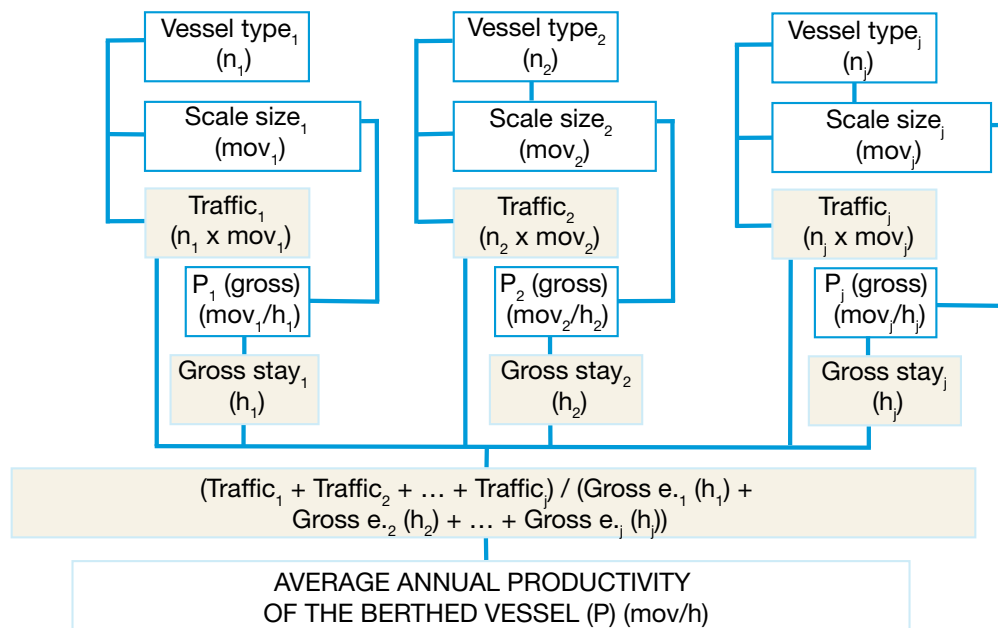 Vessel type₁
(n₁)
Scale size₁
(mov₁)
Traffic₁
(n₁ x mov₁)
P₁ (gross)
(mov₁/h₁)
Gross stay₁
(h₁)
Vessel type₂
(n₂)
Scale size₂
(mov₂)
Traffic₂
(n₂ x mov₂)
P₂ (gross)
(mov₂/h₂)
Gross stay₂
(h₂)
Vessel typeⱼ
(nⱼ)
Scale sizeⱼ
(movⱼ)
Trafficⱼ
(nⱼ x movⱼ)
Pⱼ (gross)
(movⱼ/hⱼ)
Gross stayⱼ
(hⱼ)
(Traffic₁ + Traffic₂ + … + Trafficⱼ) / (Gross e.₁ (h₁) +
Gross e.₂ (h₂) + … + Gross e.ⱼ (hⱼ))
AVERAGE ANNUAL PRODUCTIVITY
OF THE BERTHED VESSEL (P) (mov/h)